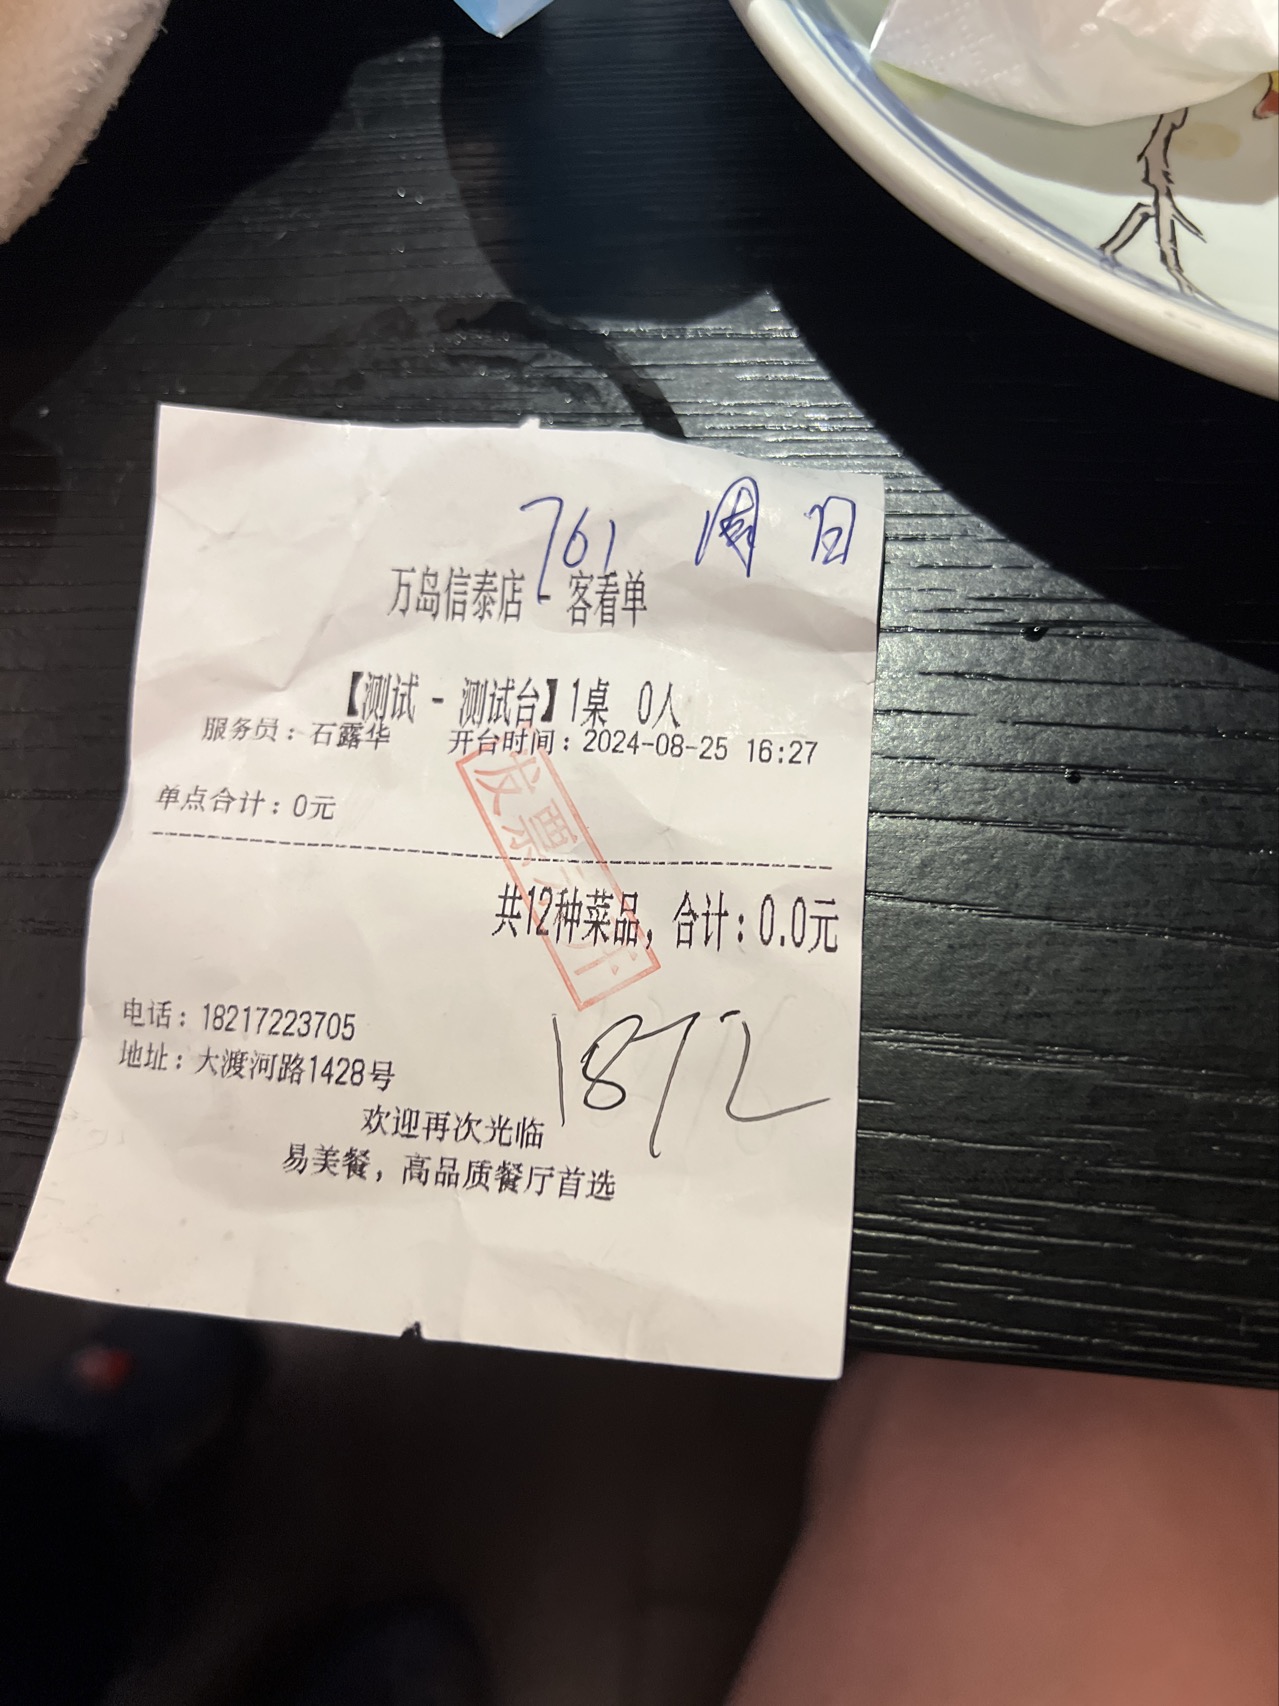 761 周日
万岛信泰店 - 客看单
【测试 - 测试台】1桌 0人
服务员：石露华 开台时间：2024-08-25 16:27
单点合计：0元
发票已开
共12种菜品，合计：0.0元
电话：18217223705
1872
地址：大渡河路1428号
欢迎再次光临
易美餐，高品质餐厅首选